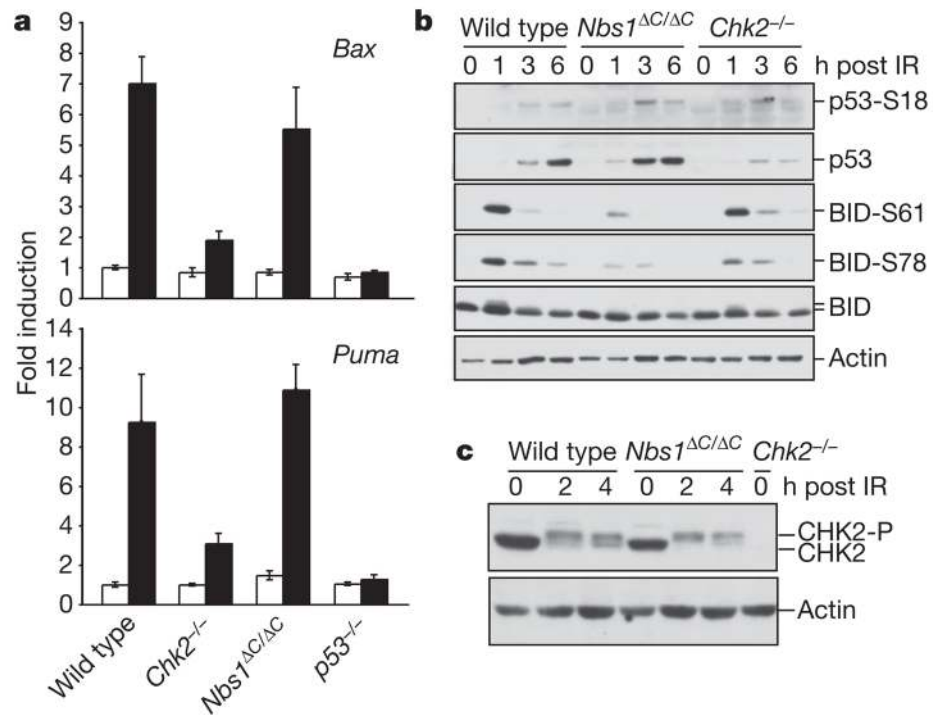 a
Bax
9
8
7
6
5
4
3
2
1
0
Fold induction
Puma
14
12
10
8
6
4
2
0
Wild type
Chk2–/–
Nbs1ΔC/ΔC
p53–/–
b
Wild type Nbs1ΔC/ΔC Chk2–/–
0 1 3 6 0 1 3 6 0 1 3 6 h post IR
p53-S18
p53
BID-S61
BID-S78
BID
Actin
c
Wild type Nbs1ΔC/ΔC Chk2–/–
0 2 4 0 2 4 0 h post IR
CHK2-P
CHK2
Actin